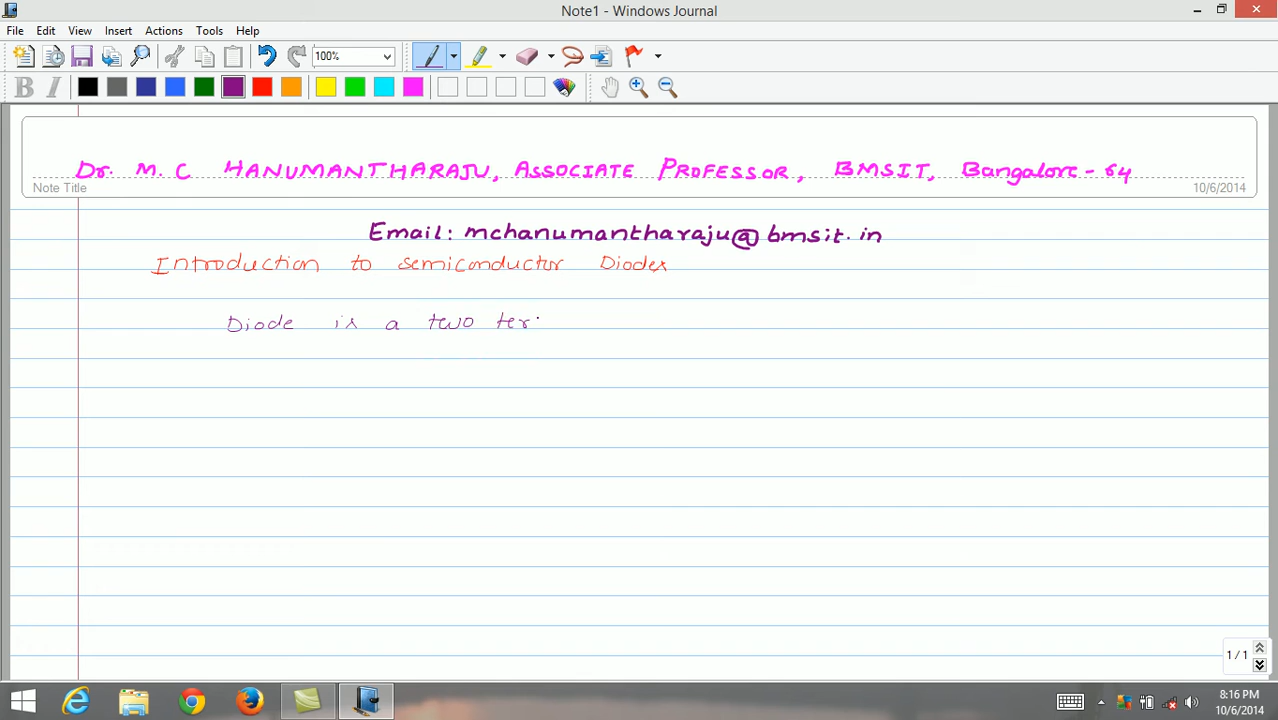 Note1 - Windows Journal
File Edit View Insert Actions Tools Help
100%
B I
Dr. M. C HANUMANTHARAJU, ASSOCIATE PROFESSOR, BMSIT, Bangalore - 64
Note Title 10/6/2014
Email: mchanumantharaju@bmsit.in
Introduction to semiconductor Diodes
Diode is a two ter
1 / 1
8:16 PM
10/6/2014